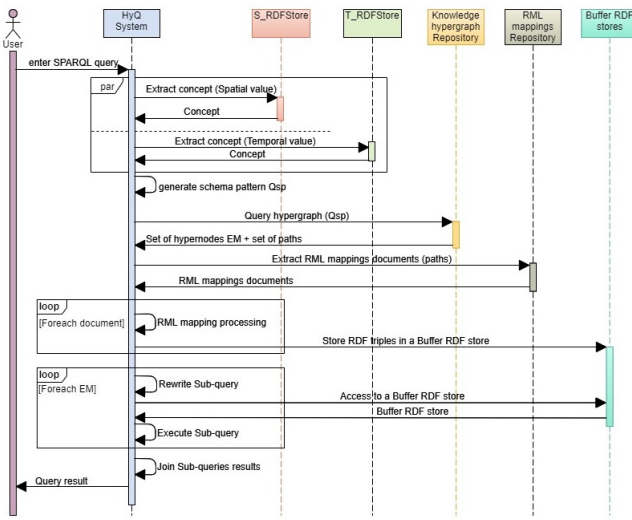 User
HyQ
System
S_RDFStore
T_RDFStore
Knowledge
hypergraph
Repository
RML
mappings
Repository
Buffer RDF
stores
enter SPARQL query
par
Extract concept (Spatial value)
Concept
Extract concept (Temporal value)
Concept
generate schema pattern Qsp
Query hypergraph (Qsp)
Set of hypernodes EM + set of paths
Extract RML mappings documents (paths)
RML mappings documents
loop
[Foreach document]
RML mapping processing
Store RDF triples in a Buffer RDF store
loop
[Foreach EM]
Rewrite Sub-query
Access to a Buffer RDF store
Buffer RDF store
Execute Sub-query
Join Sub-queries results
Query result